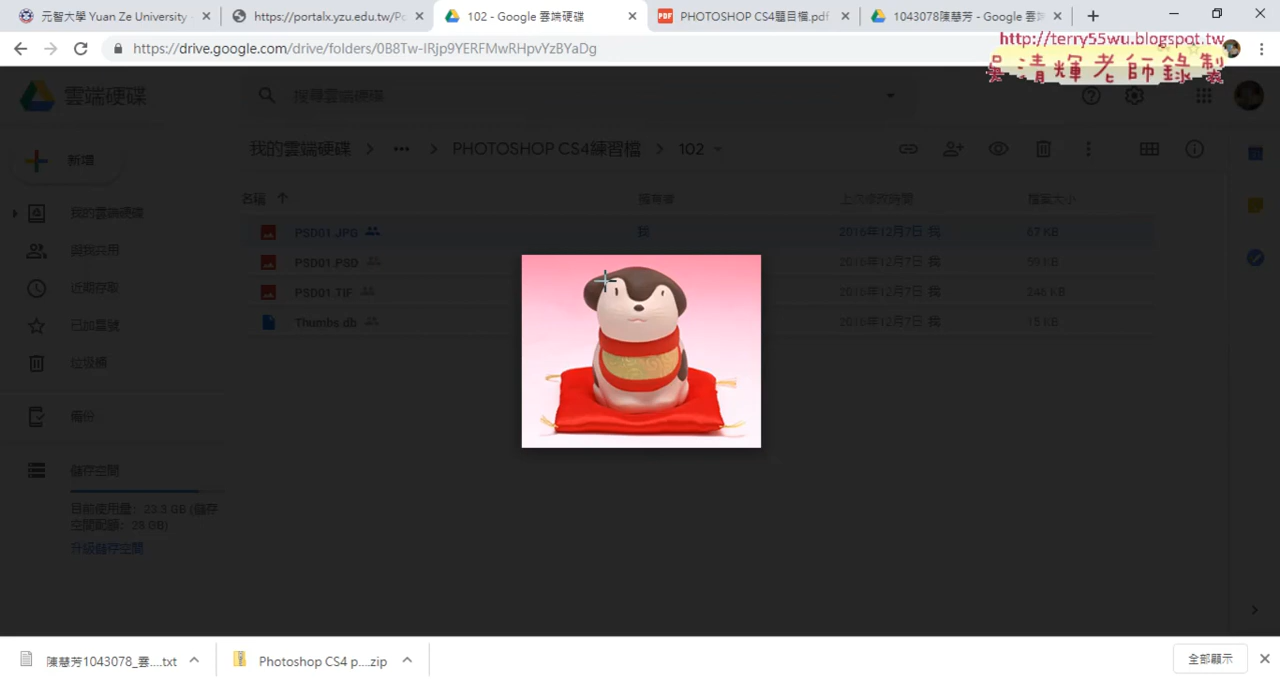 元智大學 Yuan Ze University
https://portalx.yzu.edu.tw/Po
102 - Google 雲端硬碟
PDF PHOTOSHOP CS4題目檔.pdf
1043078陳慧芳 - Google 雲端
https://drive.google.com/drive/folders/0B8Tw-IRjp9YERFMwRHpvYzBYaDg
http://terry55wu.blogspot.tw
吳清輝老師錄製
雲端硬碟
搜尋雲端硬碟
新增
我的雲端硬碟 > ••• > PHOTOSHOP CS4練習檔 > 102
名稱 擁有者 上次修改時間 檔案大小
我的雲端硬碟
PSD01.JPG 我 2016年12月7日 我 67 KB
與我共用
PSD01.PSD 2016年12月7日 我 59 KB
近期存取
PSD01.TIF 2016年12月7日 我 246 KB
已加星號
Thumbs.db 2016年12月7日 我 15 KB
垃圾桶
備份
儲存空間
目前使用量：23.3 GB (儲存
空間配額：28 GB)
升級儲存空間
陳慧芳1043078_雲....txt
Photoshop CS4 p....zip
全部顯示